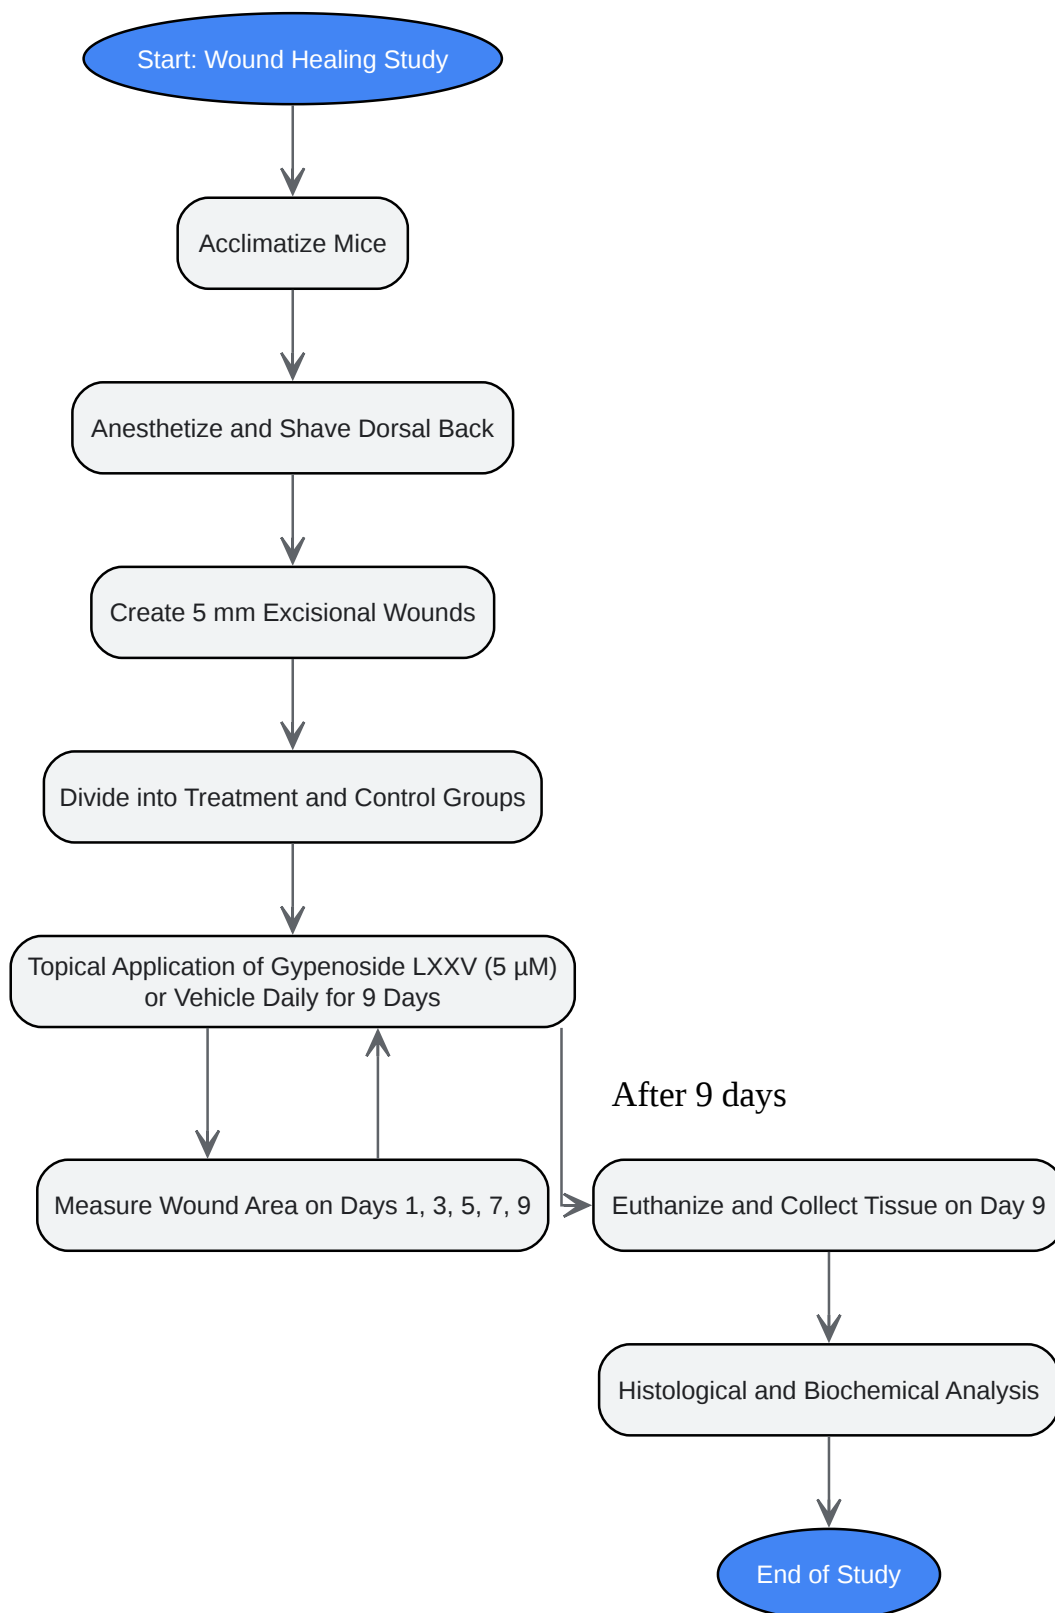 Start: Wound Healing Study
Acclimatize Mice
Anesthetize and Shave Dorsal Back
Create 5 mm Excisional Wounds
Divide into Treatment and Control Groups
Topical Application of Gypenoside LXXV (5 µM)
or Vehicle Daily for 9 Days
After 9 days
Measure Wound Area on Days 1, 3, 5, 7, 9
Euthanize and Collect Tissue on Day 9
Histological and Biochemical Analysis
End of Study